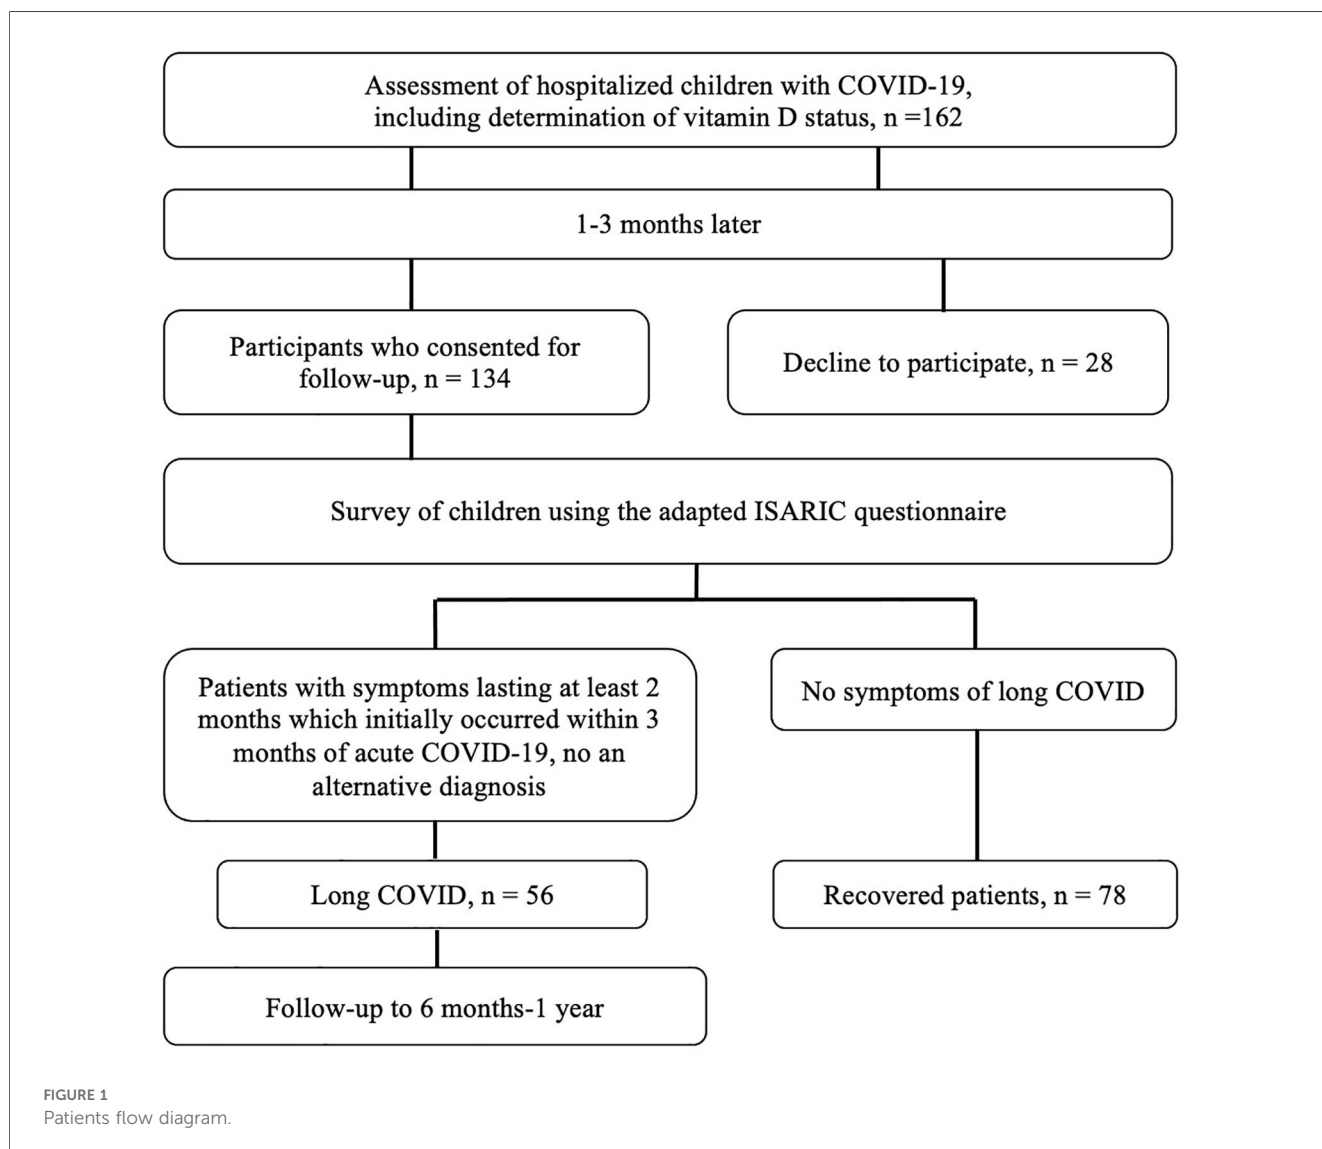 Assessment of hospitalized children with COVID-19,
including determination of vitamin D status, n =162
1-3 months later
Participants who consented for
follow-up, n = 134
Decline to participate, n = 28
Survey of children using the adapted ISARIC questionnaire
Patients with symptoms lasting at least 2
months which initially occurred within 3
months of acute COVID-19, no an
alternative diagnosis
No symptoms of long COVID
Long COVID, n = 56
Recovered patients, n = 78
Follow-up to 6 months-1 year
FIGURE 1
Patients flow diagram.